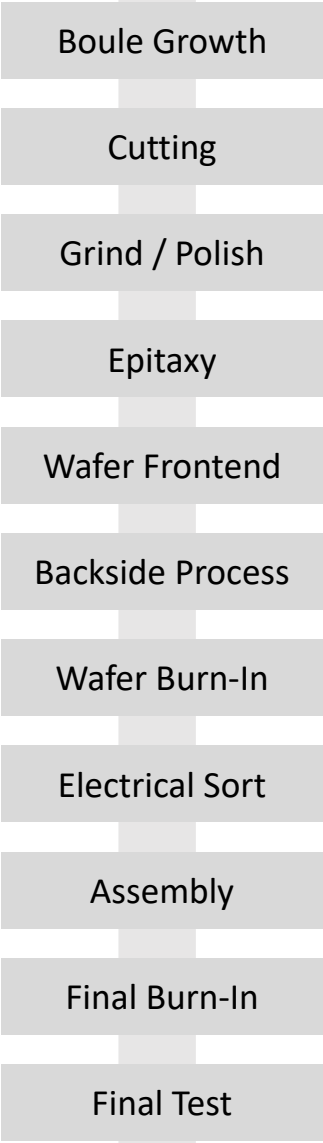 Boule Growth
Cutting
Grind / Polish
Epitaxy
Wafer Frontend
Backside Process
Wafer Burn-In
Electrical Sort
Assembly
Final Burn-In
Final Test